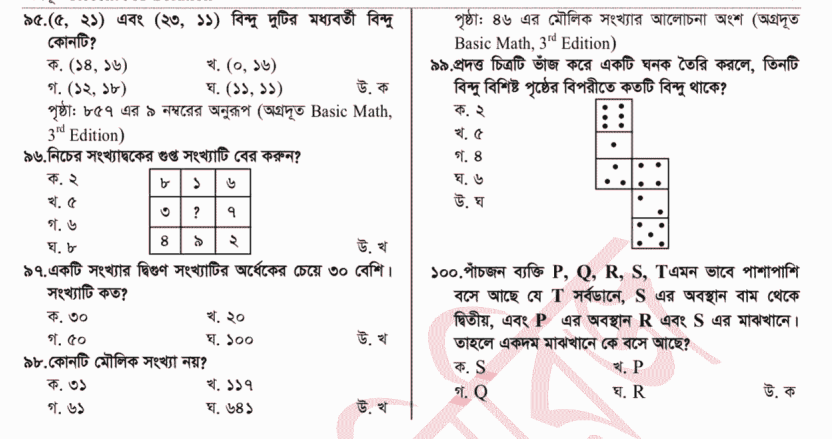 ৯৫.(৫, ২১) এবং (২৩, ১১) বিন্দু দুটির মধ্যবর্তী বিন্দু
কোনটি?
ক. (১৪, ১৬) খ. (০, ১৬)
গ. (১২, ১৮) ঘ. (১১, ১১) উ. ক
পৃষ্ঠা: ৮৫৭ এর ৯ নম্বরের অনুরূপ (অগ্রদূত Basic Math,
3rd Edition)
৯৬.নিচের সংখ্যাদ্বকের গুপ্ত সংখ্যাটি বের করুন?
ক. ২
খ. ৫
গ. ৬
ঘ. ৮ উ. খ
৮ ১ ৬
৩ ? ৭
৪ ৯ ২
৯৭.একটি সংখ্যার দ্বিগুণ সংখ্যাটির অর্ধেকের চেয়ে ৩০ বেশি।
সংখ্যাটি কত?
ক. ৩০ খ. ২০
গ. ৫০ ঘ. ১০০ উ. খ
৯৮.কোনটি মৌলিক সংখ্যা নয়?
ক. ৩১ খ. ১১৭
গ. ৬১ ঘ. ৬৪১ উ. খ
পৃষ্ঠা: ৪৬ এর মৌলিক সংখ্যার আলোচনা অংশ (অগ্রদূত
Basic Math, 3rd Edition)
৯৯.প্রদত্ত চিত্রটি ভাঁজ করে একটি ঘনক তৈরি করলে, তিনটি
বিন্দু বিশিষ্ট পৃষ্ঠের বিপরীতে কতটি বিন্দু থাকে?
ক. ২
খ. ৫
গ. ৪
ঘ. ৬
উ. ঘ
১০০.পাঁচজন ব্যক্তি P, Q, R, S, Tএমন ভাবে পাশাপাশি
বসে আছে যে T সর্বডানে, S এর অবস্থান বাম থেকে
দ্বিতীয়, এবং P এর অবস্থান R এবং S এর মাঝখানে।
তাহলে একদম মাঝখানে কে বসে আছে?
ক. S খ. P
গ. Q ঘ. R উ. ক